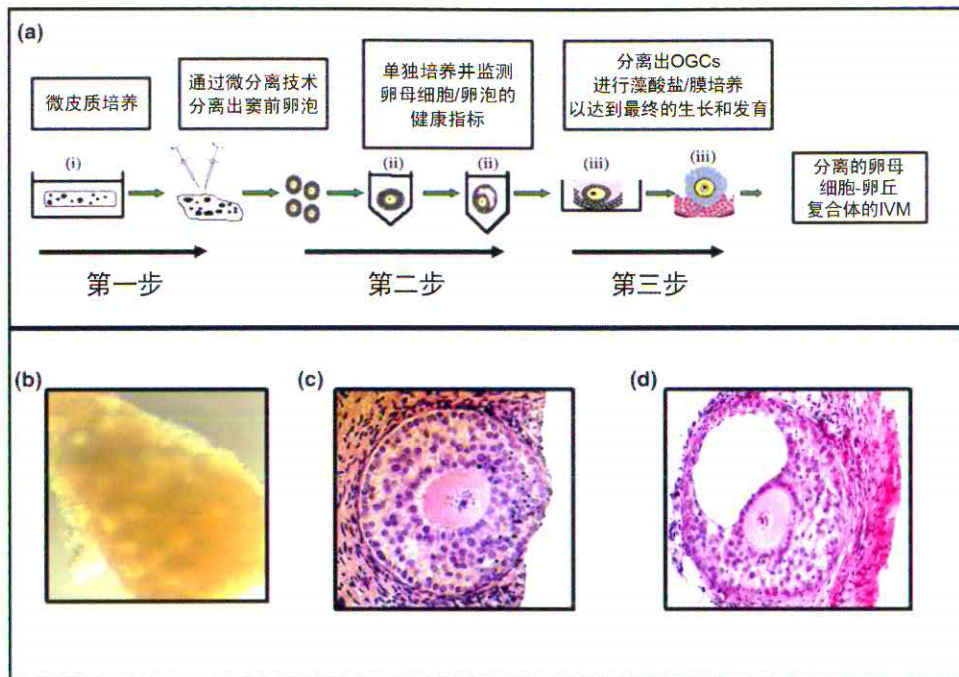 (a)
微皮质培养
通过微分离技术
分离出窦前卵泡
单独培养并监测
卵母细胞/卵泡的
健康指标
分离出OGCs
进行藻酸盐/膜培养
以达到最终的生长和发育
(i)
(ii)
(ii)
(iii)
(iii)
分离的卵母
细胞-卵丘
复合体的IVM
第一步
第二步
第三步
(b)
(c)
(d)